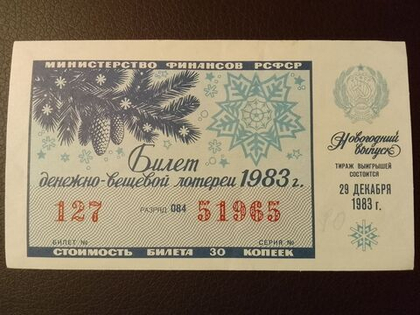 МИНИСТЕРСТВО ФИНАНСОВ РСФСР
Билет
денежно-вещевой лотереи 1983 г.
127 РАЗРЯД 084 51965
БИЛЕТ № СЕРИЯ №
СТОИМОСТЬ БИЛЕТА 30 КОПЕЕК
Новогодний
выпуск
ТИРАЖ ВЫИГРЫШЕЙ
СОСТОИТСЯ
29 ДЕКАБРЯ
1983 г.